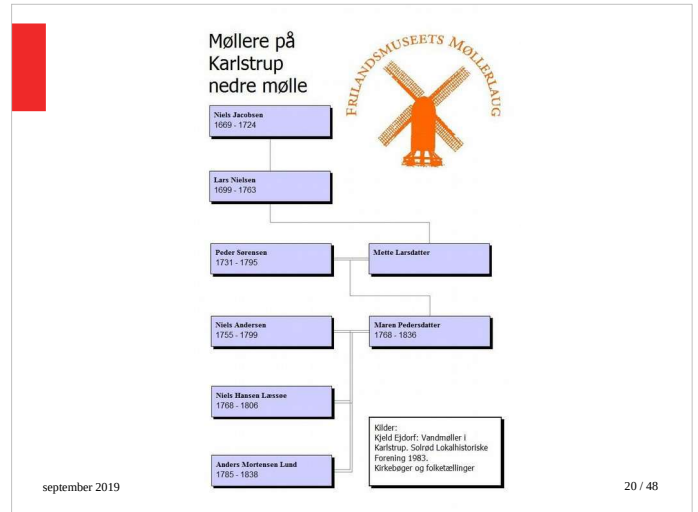 Møllere på
Karlstrup
nedre mølle
FRILANDSMUSEETS MØLLERLAUG
Niels Jacobsen
1669 - 1724
Lars Nielsen
1699 - 1763
Peder Sørensen
1731 - 1795
Mette Larsdatter
Niels Andersen
1755 - 1799
Maren Pedersdatter
1768 - 1836
Niels Hansen Læssøe
1768 - 1806
Anders Mortensen Lund
1785 - 1838
Kilder:
Kjeld Ejdorf: Vandmøller i
Karlstrup. Solrød Lokalhistoriske
Forening 1983.
Kirkebøger og folketællinger
september 2019
20 / 48